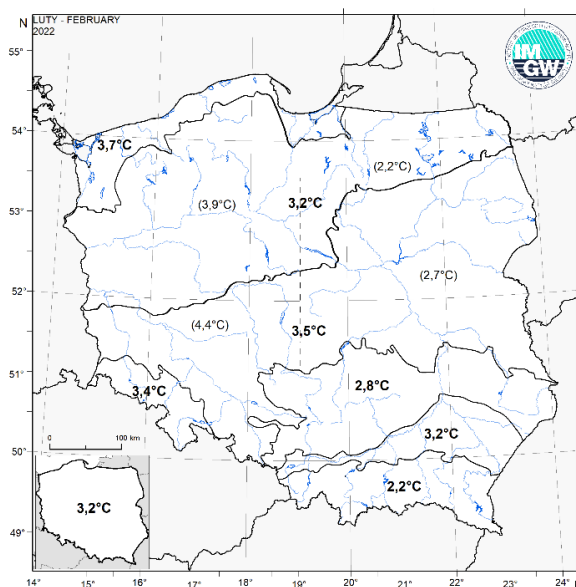 N
LUTY - FEBRUARY
2022
IMGW
55°
54°
3,7°C
(2,2°C)
(3,9°C)
3,2°C
53°
(2,7°C)
52°
(4,4°C)
3,5°C
51°
2,8°C
3,4°C
3,2°C
0 100 km
50°
2,2°C
3,2°C
49°
14° 15° 16° 17° 18° 19° 20° 21° 22° 23° E